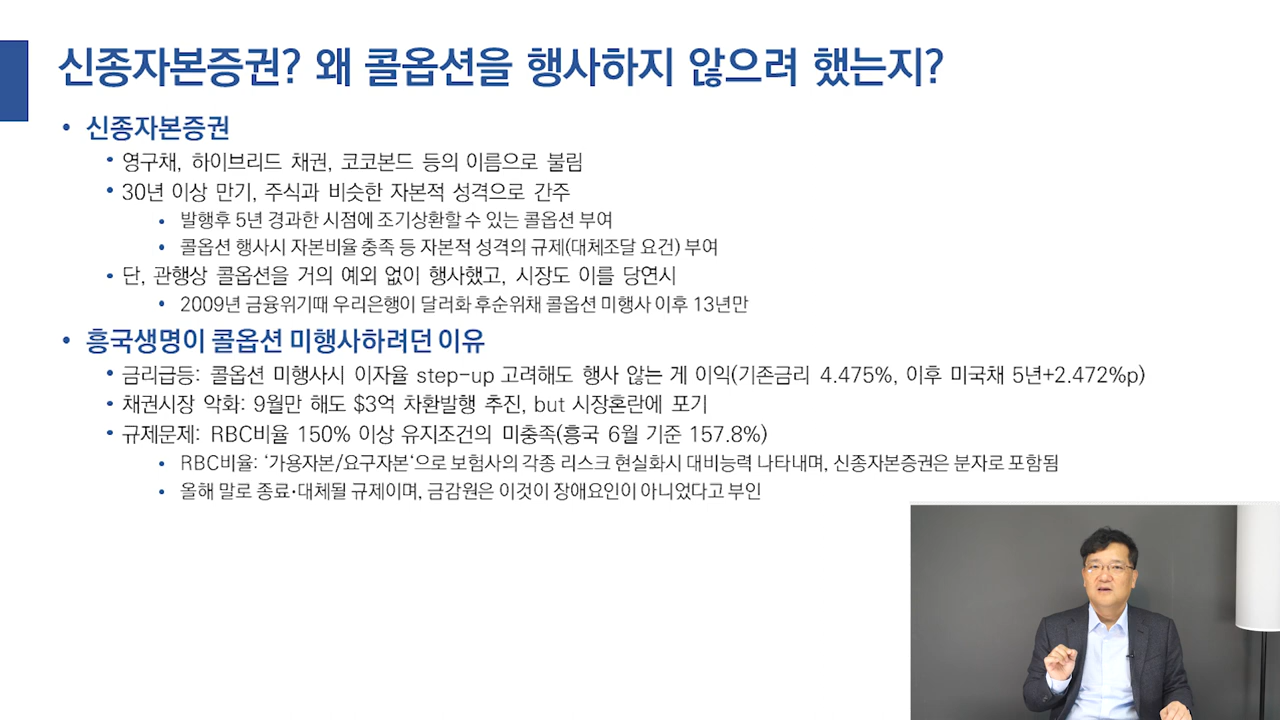 신종자본증권? 왜 콜옵션을 행사하지 않으려 했는지?
• 신종자본증권
• 영구채, 하이브리드 채권, 코코본드 등의 이름으로 불림
• 30년 이상 만기, 주식과 비슷한 자본적 성격으로 간주
• 발행후 5년 경과한 시점에 조기상환할 수 있는 콜옵션 부여
• 콜옵션 행사시 자본비율 충족 등 자본적 성격의 규제(대체조달 요건) 부여
• 단, 관행상 콜옵션을 거의 예외 없이 행사했고, 시장도 이를 당연시
• 2009년 금융위기때 우리은행이 달러화 후순위채 콜옵션 미행사 이후 13년만
• 흥국생명이 콜옵션 미행사하려던 이유
• 금리급등: 콜옵션 미행사시 이자율 step-up 고려해도 행사 않는 게 이익(기존금리 4.475%, 이후 미국채 5년+2.472%p)
• 채권시장 악화: 9월만 해도 $3억 차환발행 추진, but 시장혼란에 포기
• 규제문제: RBC비율 150% 이상 유지조건의 미충족(흥국 6월 기준 157.8%)
• RBC비율: ‘가용자본/요구자본‘으로 보험사의 각종 리스크 현실화시 대비능력 나타내며, 신종자본증권은 분자로 포함됨
• 올해 말로 종료·대체될 규제이며, 금감원은 이것이 장애요인이 아니었다고 부인